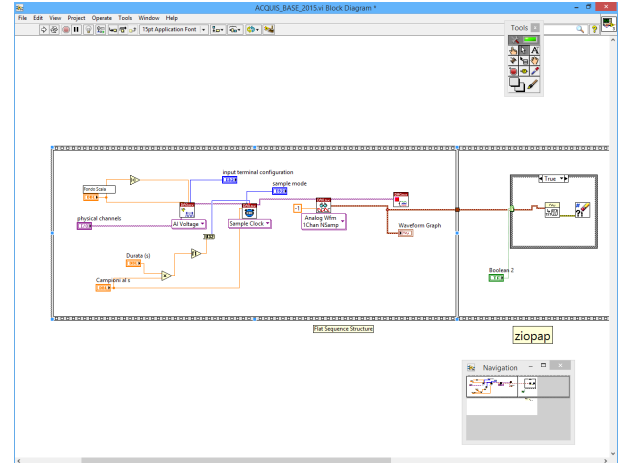 ACQUIS_BASE_2015.vi Block Diagram *
File Edit View Project Operate Tools Window Help
15pt Application Font
Tools
input terminal configuration
sample mode
Fondo Scala
physical channels
AI Voltage
Sample Clock
-1
Analog Wfm
1Chan NSamp
Waveform Graph
Durata (s)
Campioni al s
True
Boolean 2
Flat Sequence Structure
ziopap
Navigation